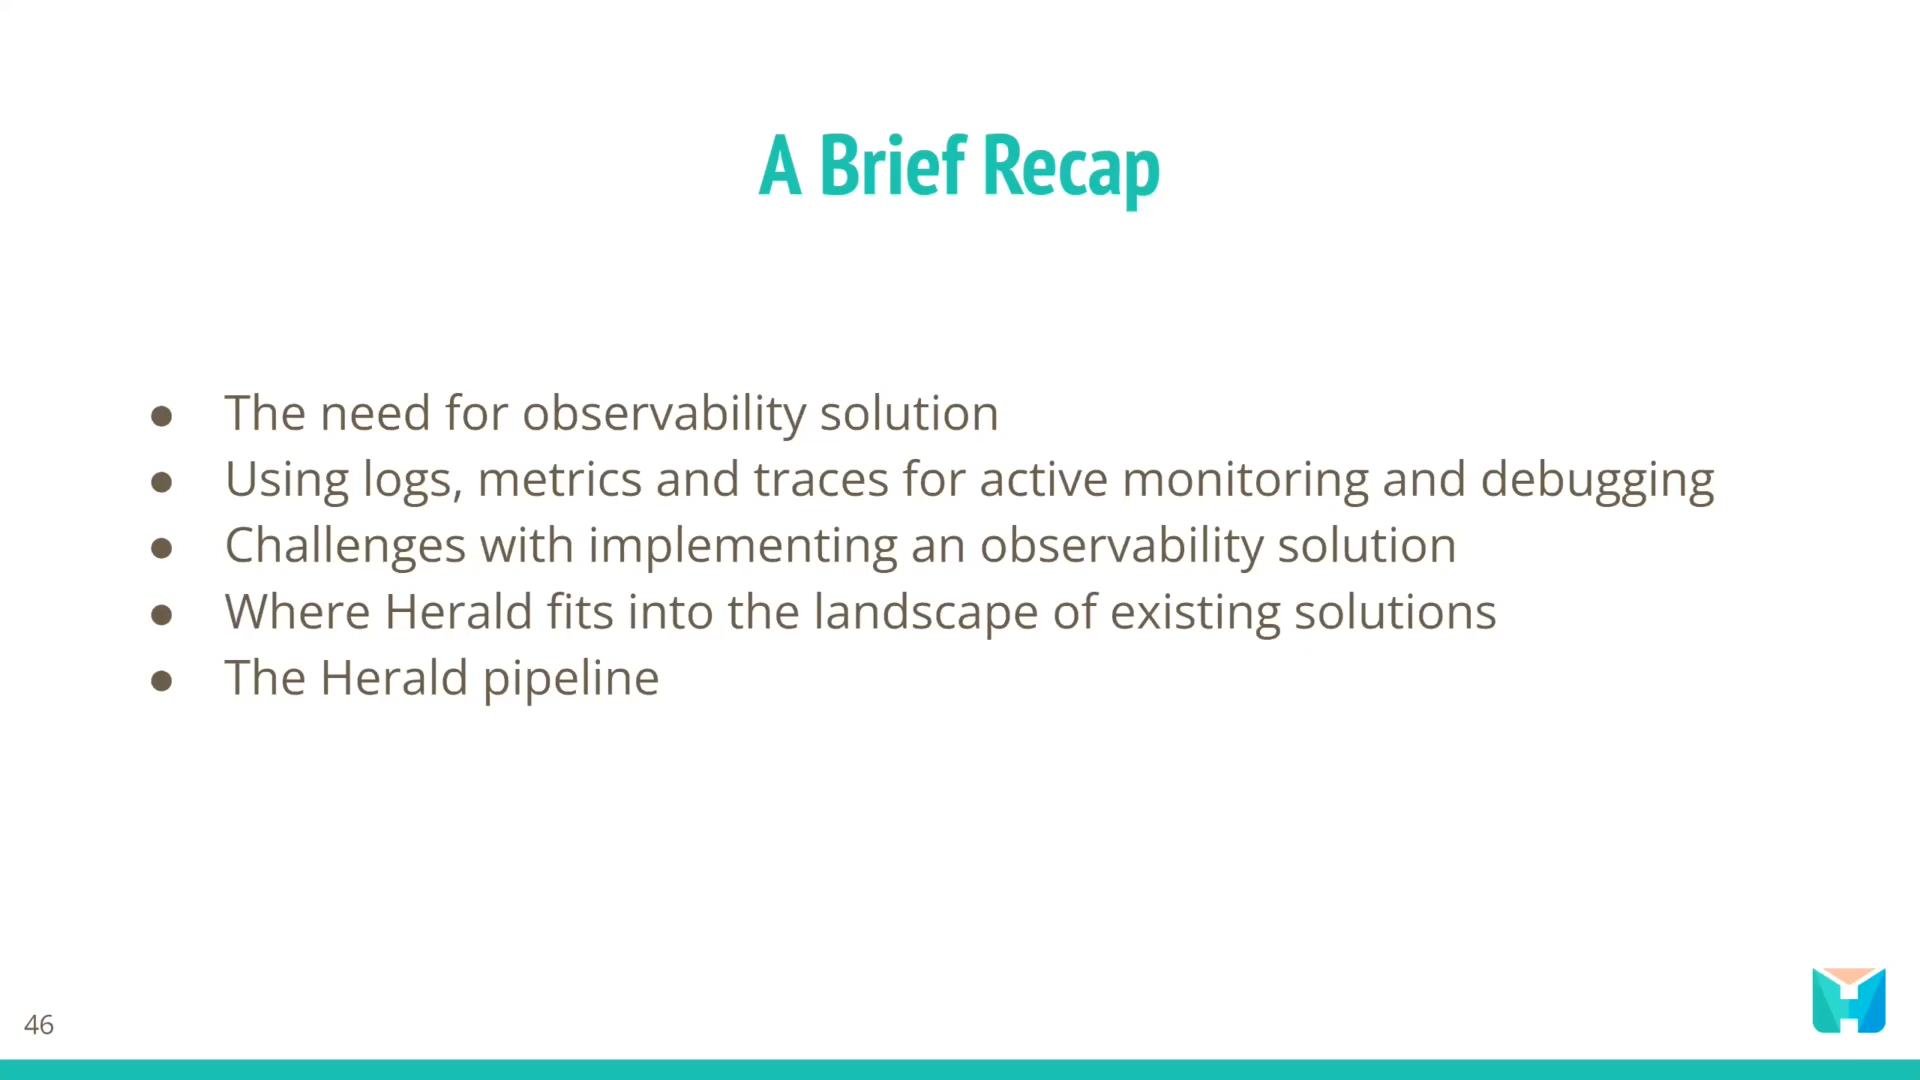 A Brief Recap
● The need for observability solution
● Using logs, metrics and traces for active monitoring and debugging
● Challenges with implementing an observability solution
● Where Herald fits into the landscape of existing solutions
● The Herald pipeline
46